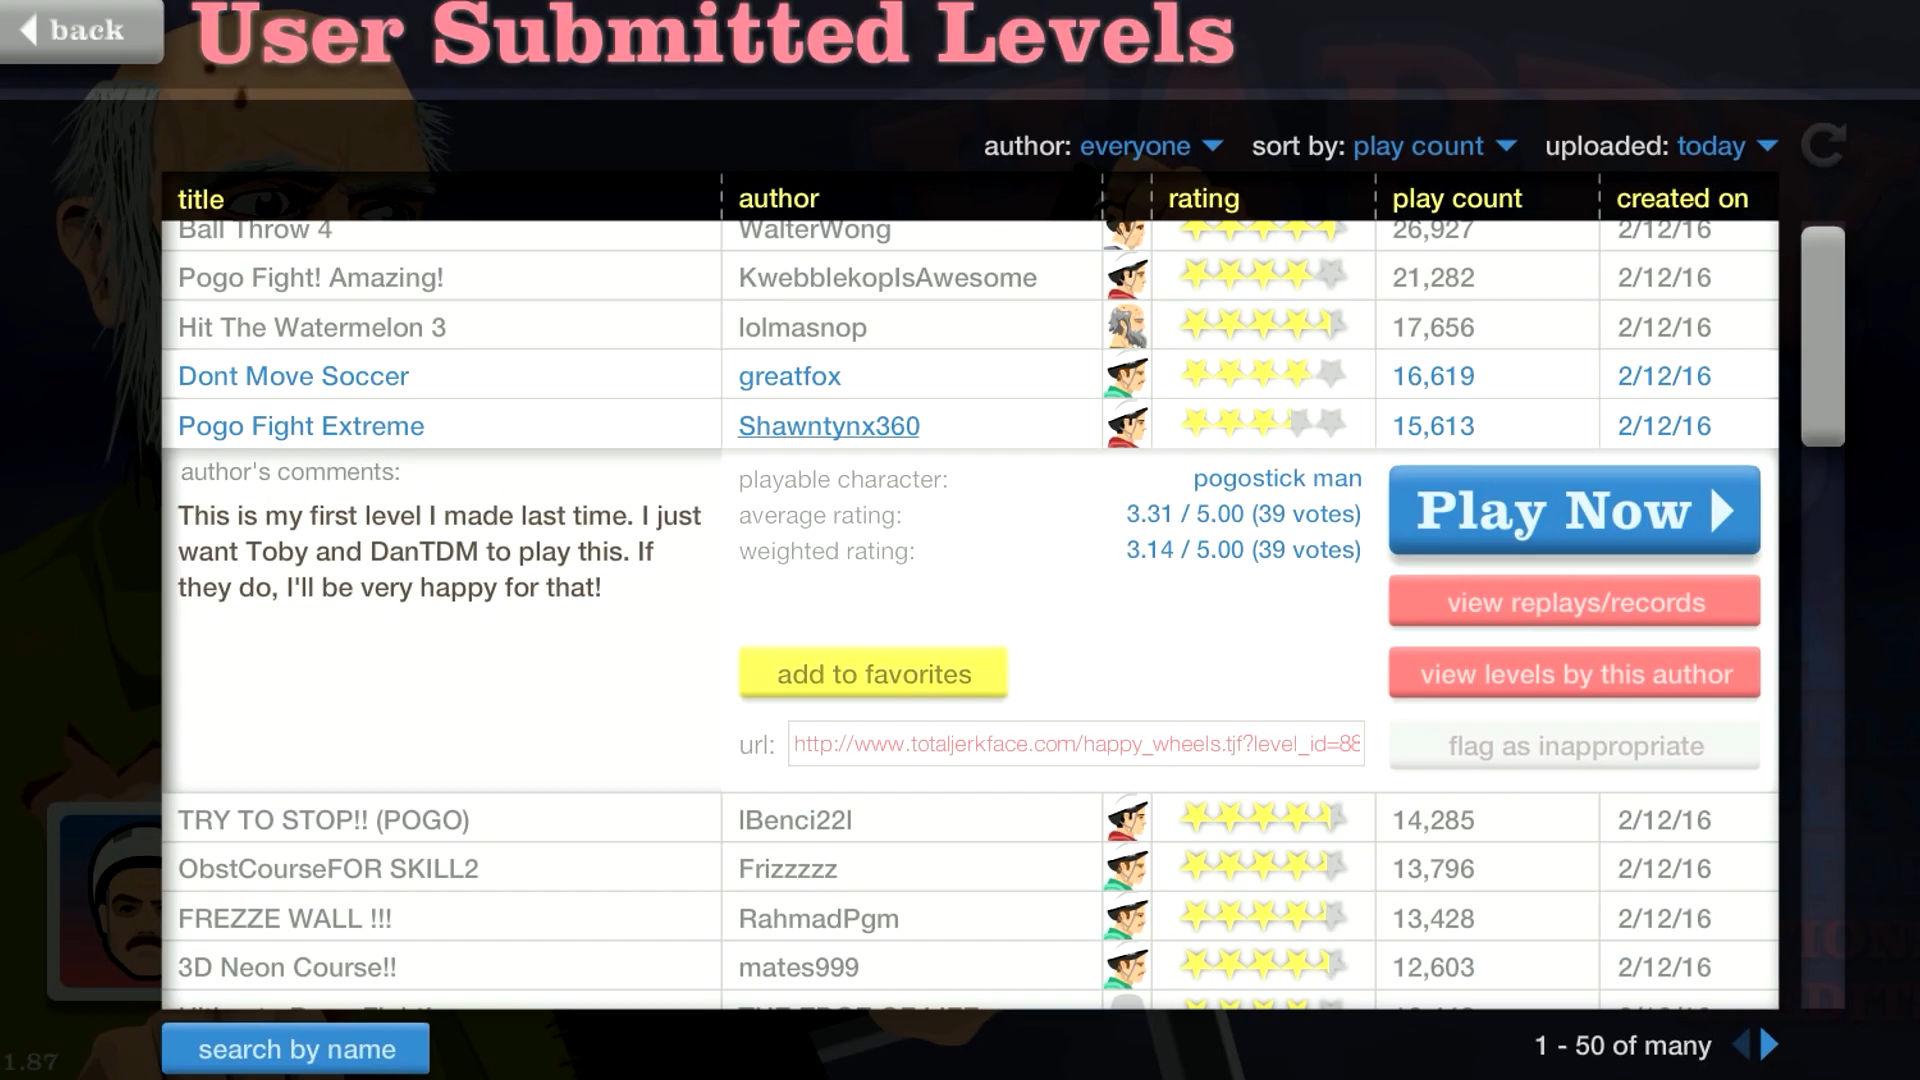 back
User Submitted Levels
author: everyone sort by: play count uploaded: today
title author rating play count created on
Ball Throw 4 WalterWong 26,927 2/12/16
Pogo Fight! Amazing! KwebblekopIsAwesome 21,282 2/12/16
Hit The Watermelon 3 lolmasnop 17,656 2/12/16
Dont Move Soccer greatfox 16,619 2/12/16
Pogo Fight Extreme Shawntynx360 15,613 2/12/16
author's comments:
This is my first level I made last time. I just
want Toby and DanTDM to play this. If
they do, I'll be very happy for that!
playable character: pogostick man
average rating: 3.31 / 5.00 (39 votes)
weighted rating: 3.14 / 5.00 (39 votes)
add to favorites
url: http://www.totaljerkface.com/happy_wheels.tjf?level_id=88
Play Now
view replays/records
view levels by this author
flag as inappropriate
TRY TO STOP!! (POGO) lBenci22l 14,285 2/12/16
ObstCourseFOR SKILL2 Frizzzzz 13,796 2/12/16
FREZZE WALL !!! RahmadPgm 13,428 2/12/16
3D Neon Course!! mates999 12,603 2/12/16
search by name
1 - 50 of many
1.87